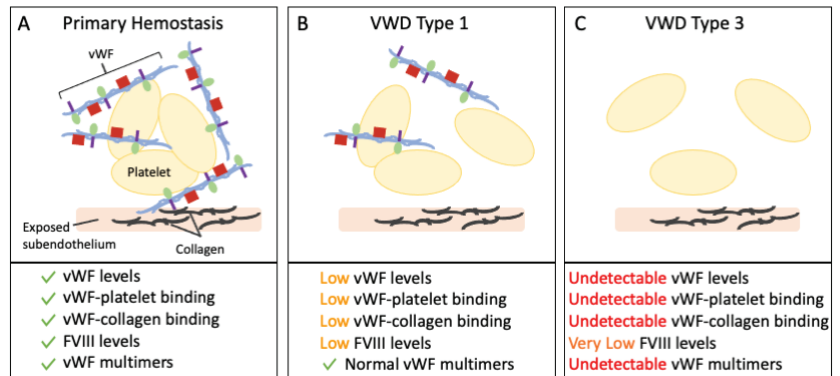 A Primary Hemostasis
vWF
Platelet
Exposed
subendothelium
Collagen
✓ vWF levels
✓ vWF-platelet binding
✓ vWF-collagen binding
✓ FVIII levels
✓ vWF multimers
B VWD Type 1
Low vWF levels
Low vWF-platelet binding
Low vWF-collagen binding
Low FVIII levels
✓ Normal vWF multimers
C VWD Type 3
Undetectable vWF levels
Undetectable vWF-platelet binding
Undetectable vWF-collagen binding
Very Low FVIII levels
Undetectable vWF multimers